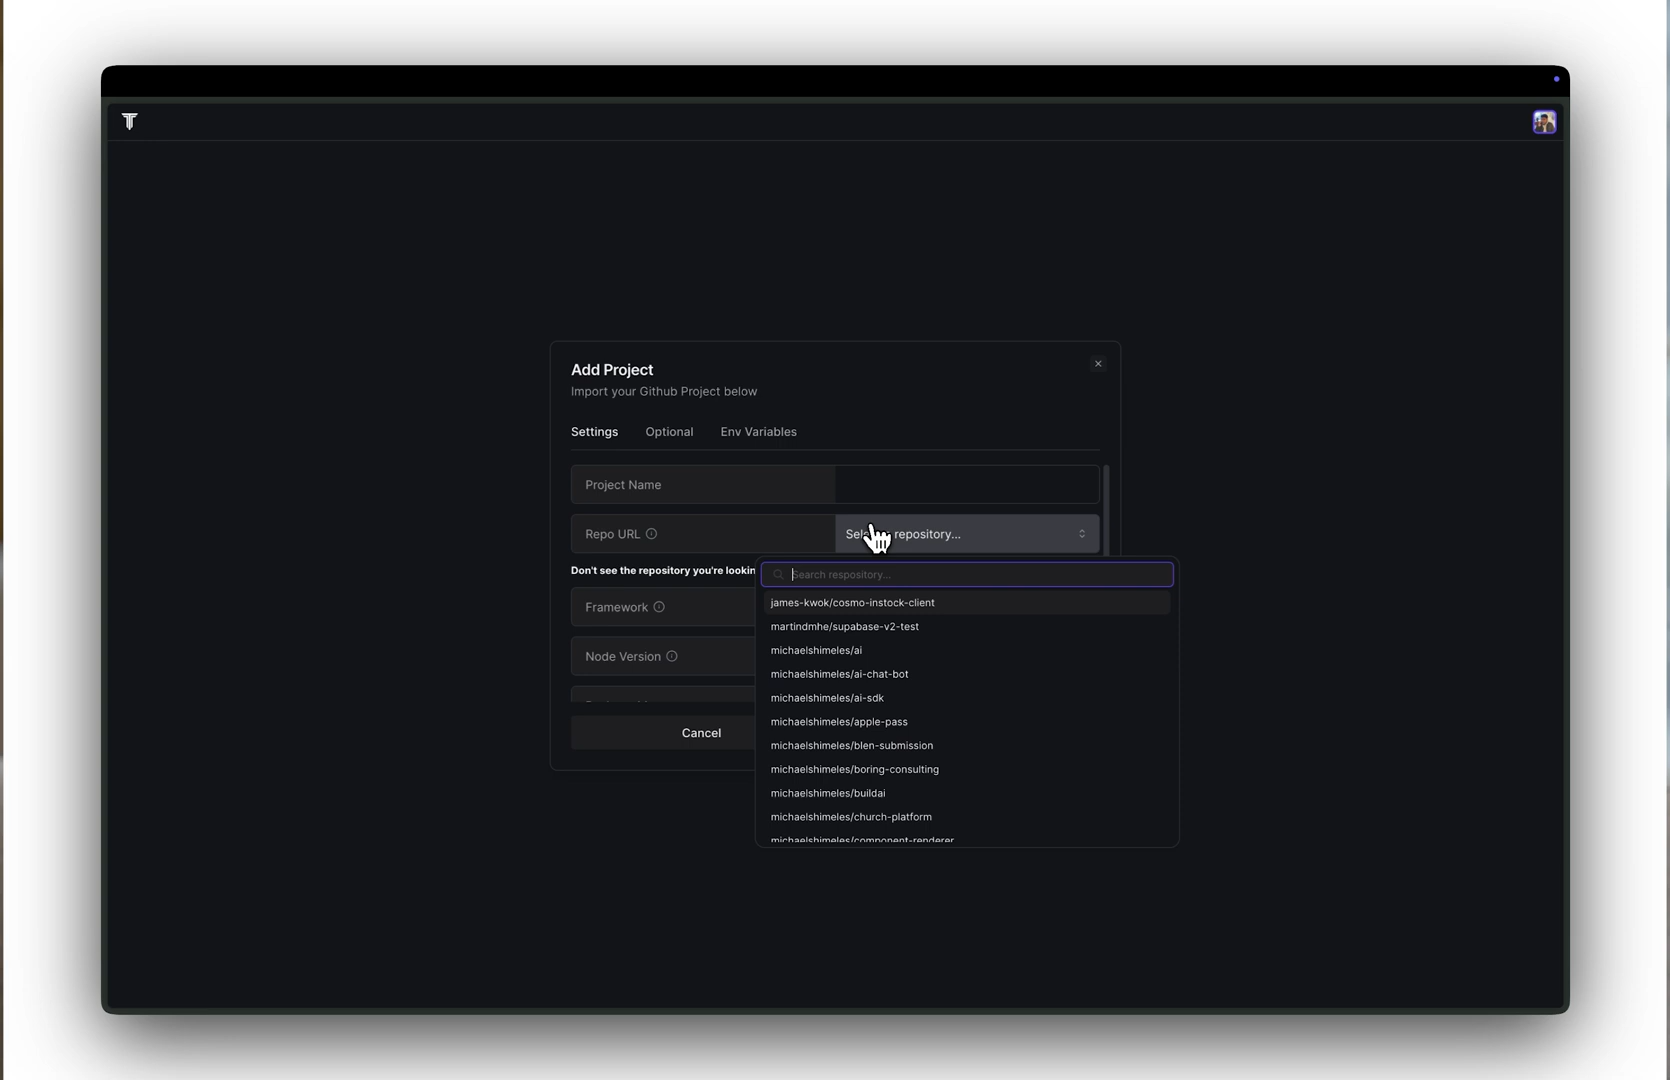 Add Project
Import your Github Project below
Settings Optional Env Variables
Project Name
Repo URL
repository...
Don't see the repository you're
Search respository...
Framework
Node Version
Cancel
james-kwok/cosmo-instock-client
martindmhe/supabase-v2-test
michaelshimeles/ai
michaelshimeles/ai-chat-bot
michaelshimeles/ai-sdk
michaelshimeles/apple-pass
michaelshimeles/blen-submission
michaelshimeles/boring-consulting
michaelshimeles/buildai
michaelshimeles/church-platform
michaelshimeles/component-renderer